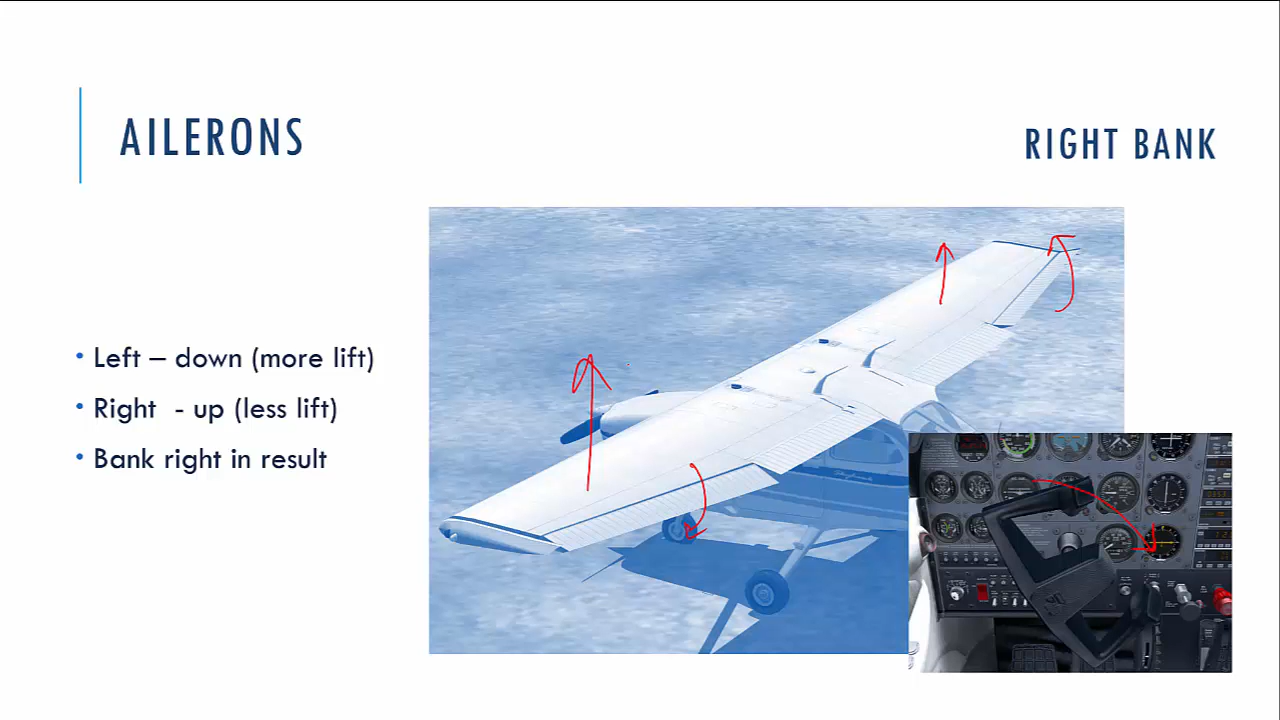 AILERONS
RIGHT BANK
• Left – down (more lift)
• Right - up (less lift)
• Bank right in result